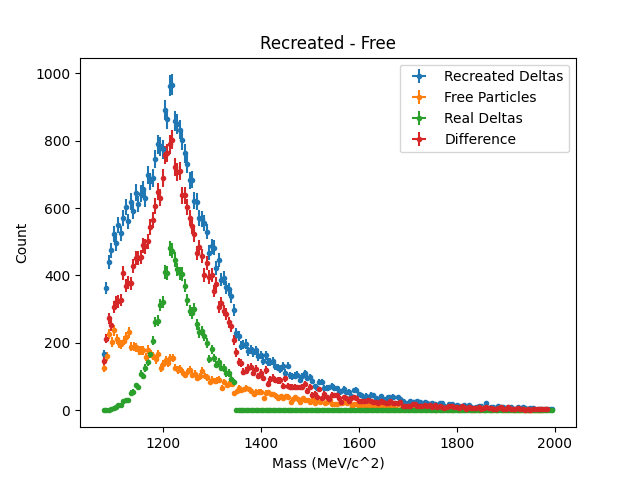 Recreated - Free
Recreated Deltas
Free Particles
Real Deltas
Difference
1000
800
600
400
200
0
Count
1200
1400
1600
1800
2000
Mass (MeV/c^2)